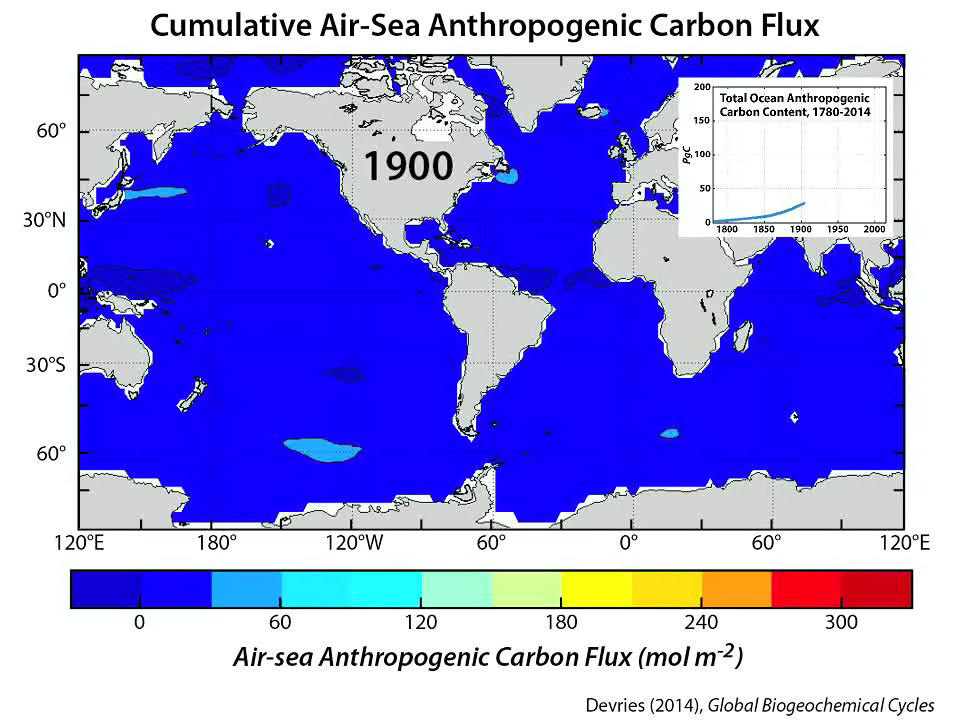 Cumulative Air-Sea Anthropogenic Carbon Flux
200
Total Ocean Anthropogenic
Carbon Content, 1780-2014
150
PgC
100
50
0
1800 1850 1900 1950 2000
1900
60°
30°N
0°
30°S
60°
120°E 180° 120°W 60° 0° 60° 120°E
0 60 120 180 240 300
Air-sea Anthropogenic Carbon Flux (mol m-2)
Devries (2014), Global Biogeochemical Cycles